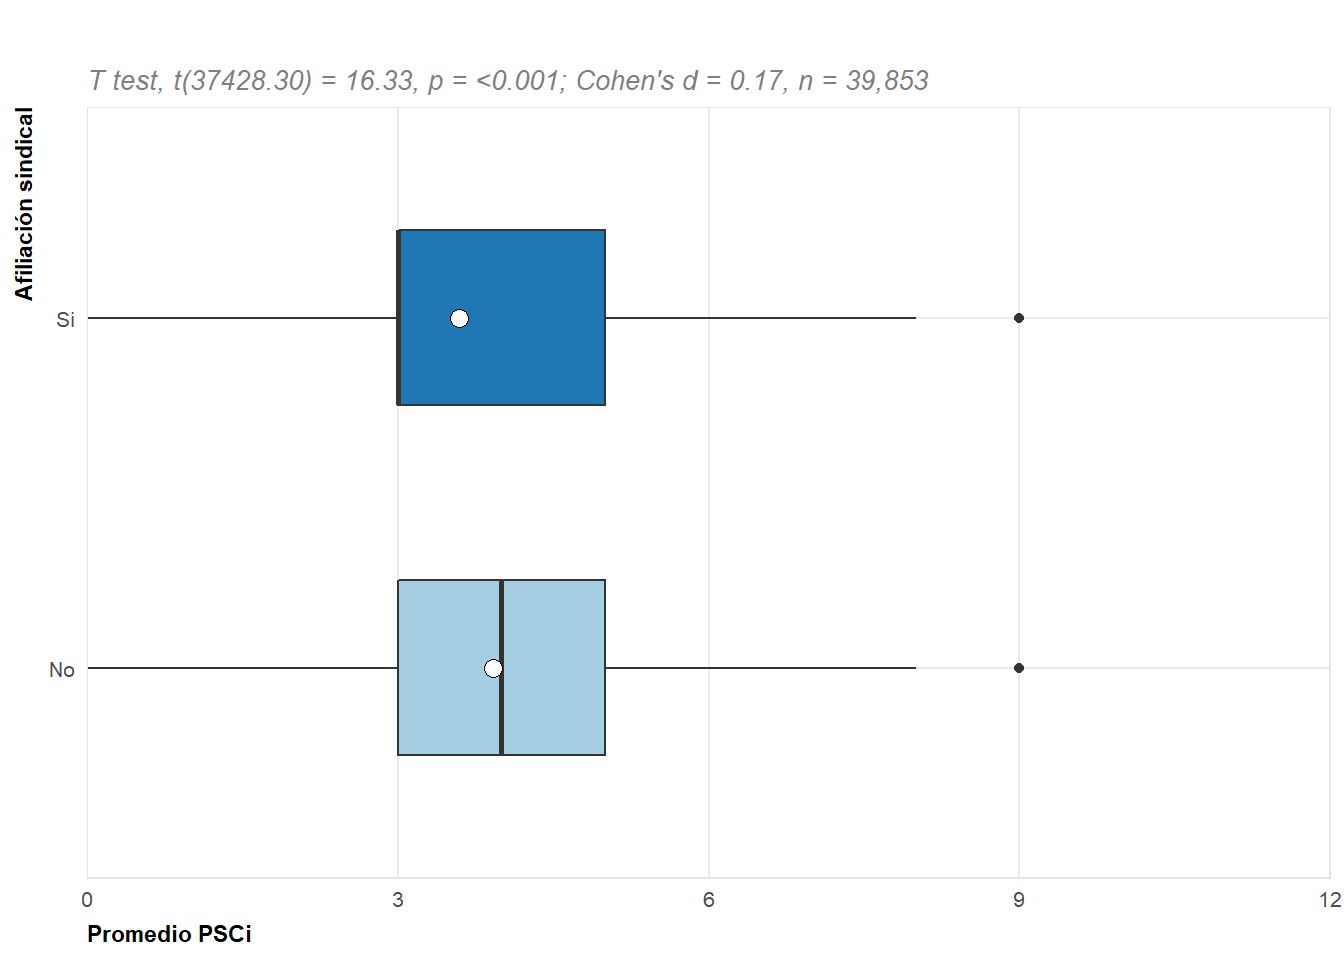 T test, t(37428.30) = 16.33, p = <0.001; Cohen's d = 0.17, n = 39,853
Afiliación sindical
Si
No
0 3 6 9 12
Promedio PSCi